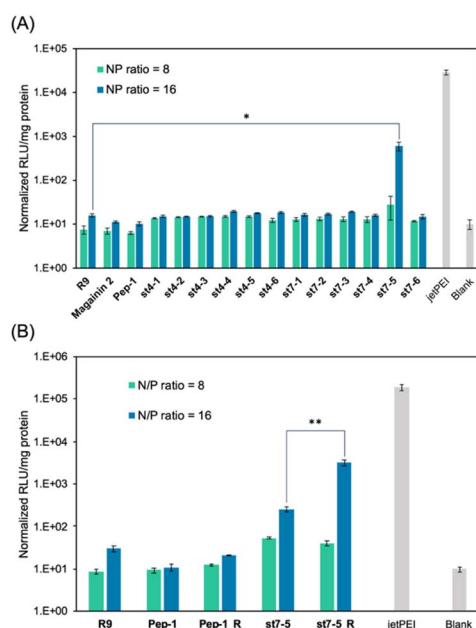 (A)
1.E+05
1.E+04
1.E+03
1.E+02
1.E+01
1.E+00
Normalized RLU/mg protein
NP ratio = 8
NP ratio = 16
*
R9
Magainin 2
Pep-1
st4-1
st4-2
st4-3
st4-4
st4-5
st4-6
st7-1
st7-2
st7-3
st7-4
st7-5
st7-6
jetPEI
Blank
(B)
1.E+06
1.E+05
1.E+04
1.E+03
1.E+02
1.E+01
1.E+00
Normalized RLU/mg protein
N/P ratio = 8
N/P ratio = 16
**
R9
Pep-1
Pep-1_R
st7-5
st7-5_R
jetPEI
Blank